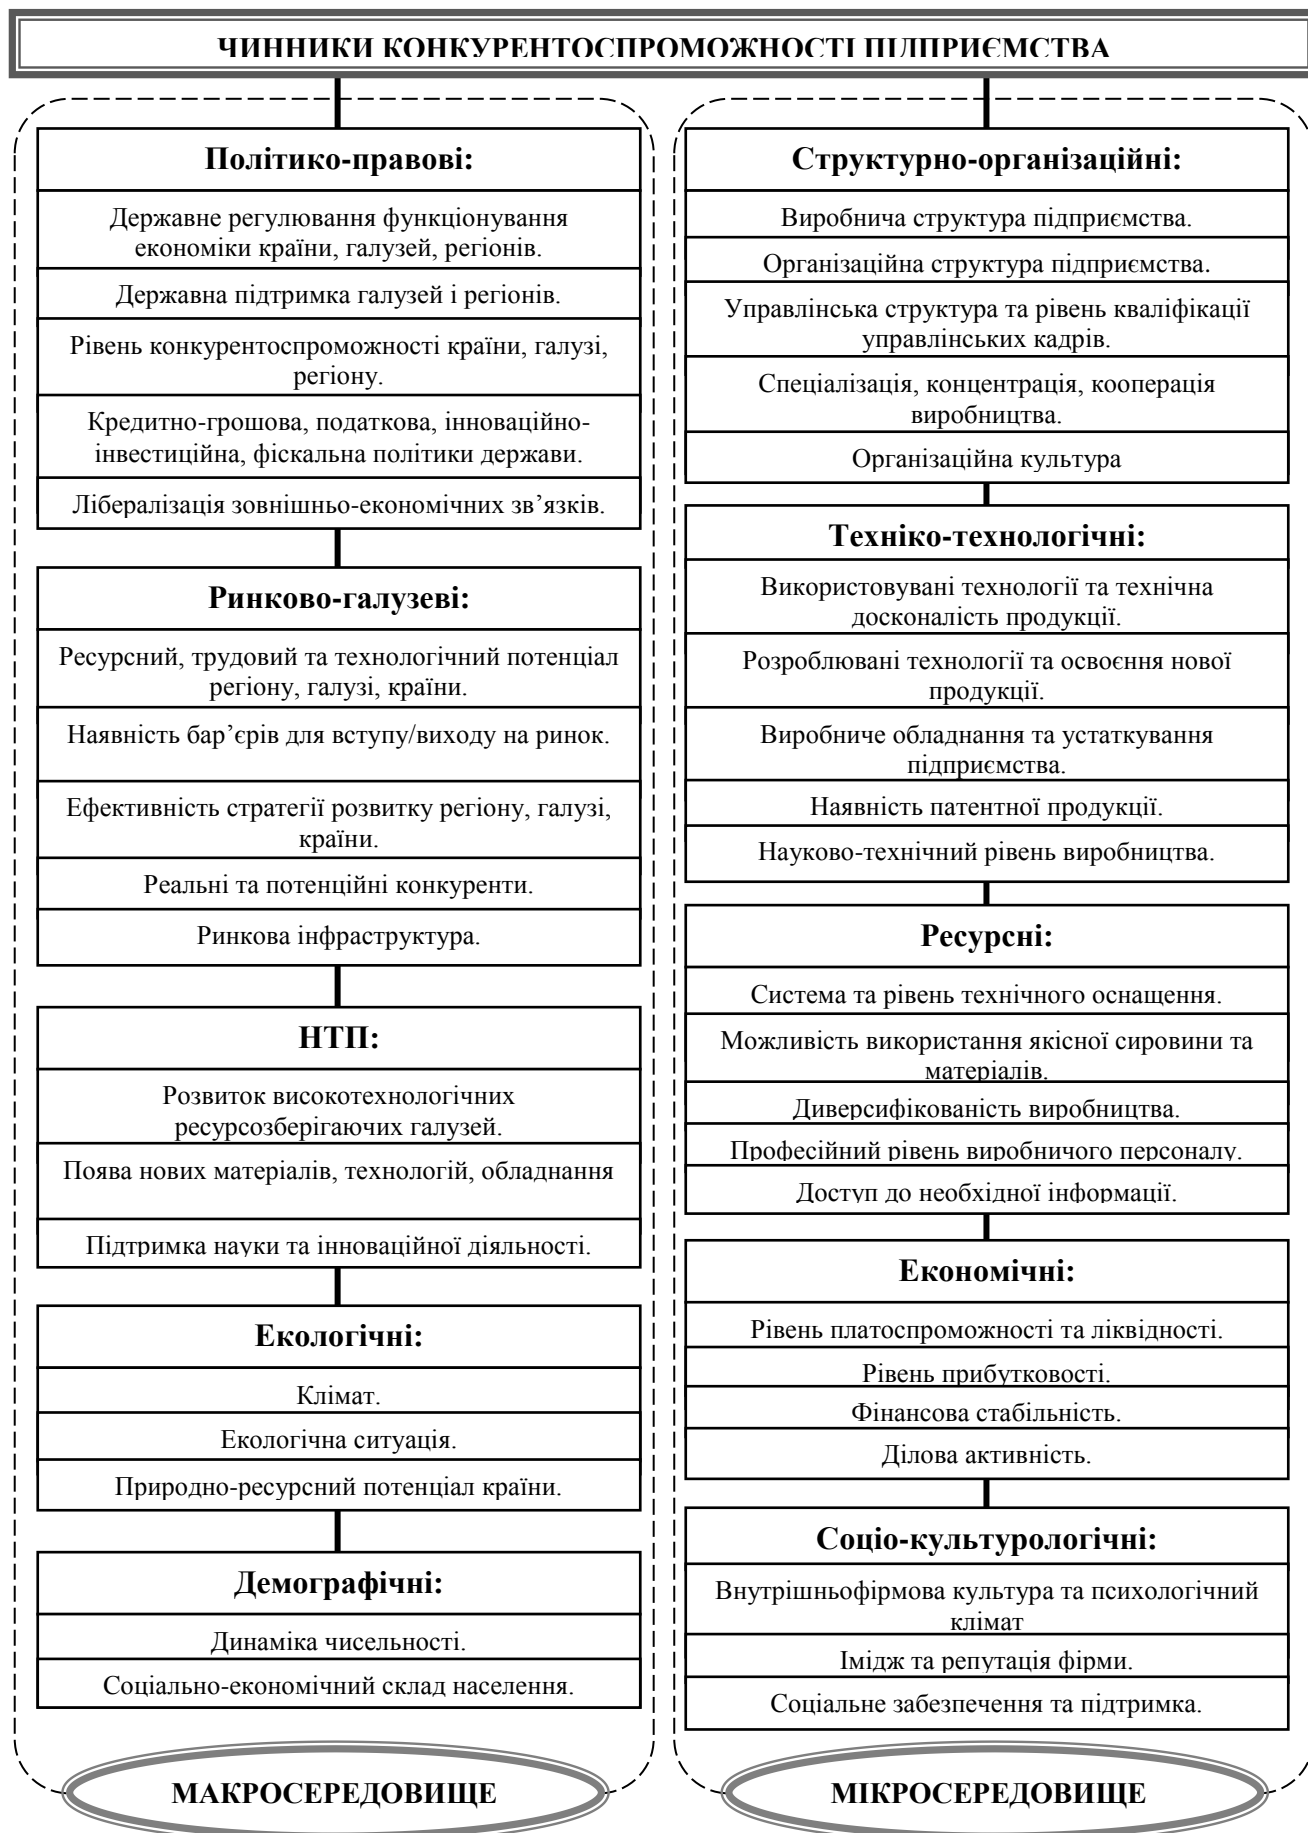 ЧИННИКИ КОНКУРЕНТОСПРОМОЖНОСТІ ПІДПРИЄМСТВА
Політико-правові:
Державне регулювання функціонування
економіки країни, галузей, регіонів.
Державна підтримка галузей і регіонів.
Рівень конкурентоспроможності країни, галузі,
регіону.
Кредитно-грошова, податкова, інноваційно-
інвестиційна, фіскальна політики держави.
Лібералізація зовнішньо-економічних зв’язків.
Ринково-галузеві:
Ресурсний, трудовий та технологічний потенціал
регіону, галузі, країни.
Наявність бар’єрів для вступу/виходу на ринок.
Ефективність стратегії розвитку регіону, галузі,
країни.
Реальні та потенційні конкуренти.
Ринкова інфраструктура.
НТП:
Розвиток високотехнологічних
ресурсозберігаючих галузей.
Поява нових матеріалів, технологій, обладнання
Підтримка науки та інноваційної діяльності.
Екологічні:
Клімат.
Екологічна ситуація.
Природно-ресурсний потенціал країни.
Демографічні:
Динаміка чисельності.
Соціально-економічний склад населення.
МАКРОСЕРЕДОВИЩЕ
Структурно-організаційні:
Виробнича структура підприємства.
Організаційна структура підприємства.
Управлінська структура та рівень кваліфікації
управлінських кадрів.
Спеціалізація, концентрація, кооперація
виробництва.
Організаційна культура
Техніко-технологічні:
Використовувані технології та технічна
досконалість продукції.
Розроблювані технології та освоєння нової
продукції.
Виробниче обладнання та устаткування
підприємства.
Наявність патентної продукції.
Науково-технічний рівень виробництва.
Ресурсні:
Система та рівень технічного оснащення.
Можливість використання якісної сировини та
матеріалів.
Диверсифікованість виробництва.
Професійний рівень виробничого персоналу.
Доступ до необхідної інформації.
Економічні:
Рівень платоспроможності та ліквідності.
Рівень прибутковості.
Фінансова стабільність.
Ділова активність.
Соціо-культурологічні:
Внутрішньофірмова культура та психологічний
клімат
Імідж та репутація фірми.
Соціальне забезпечення та підтримка.
МІКРОСЕРЕДОВИЩЕ